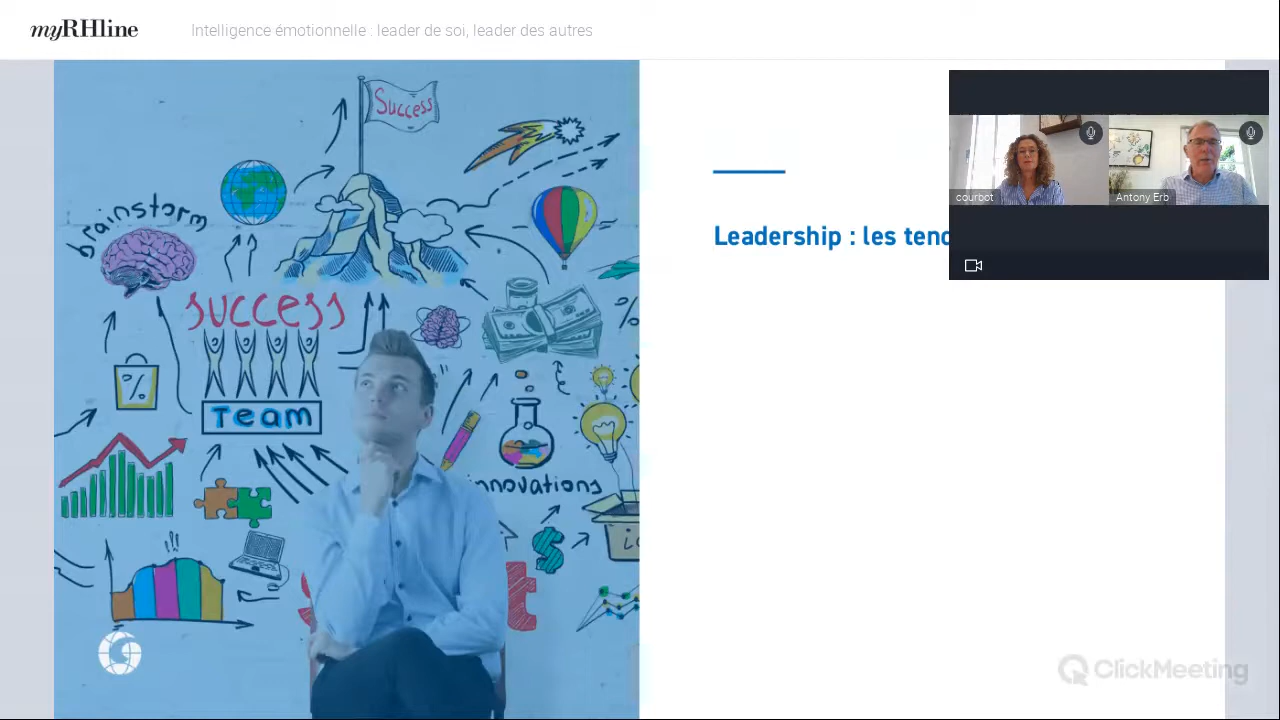 myRHline
Intelligence émotionnelle : leader de soi, leader des autres
Success
brainstorm
success
%
%
Team
innovations
$
t
Leadership : les tend
courbot
Antony Erb
ClickMeeting